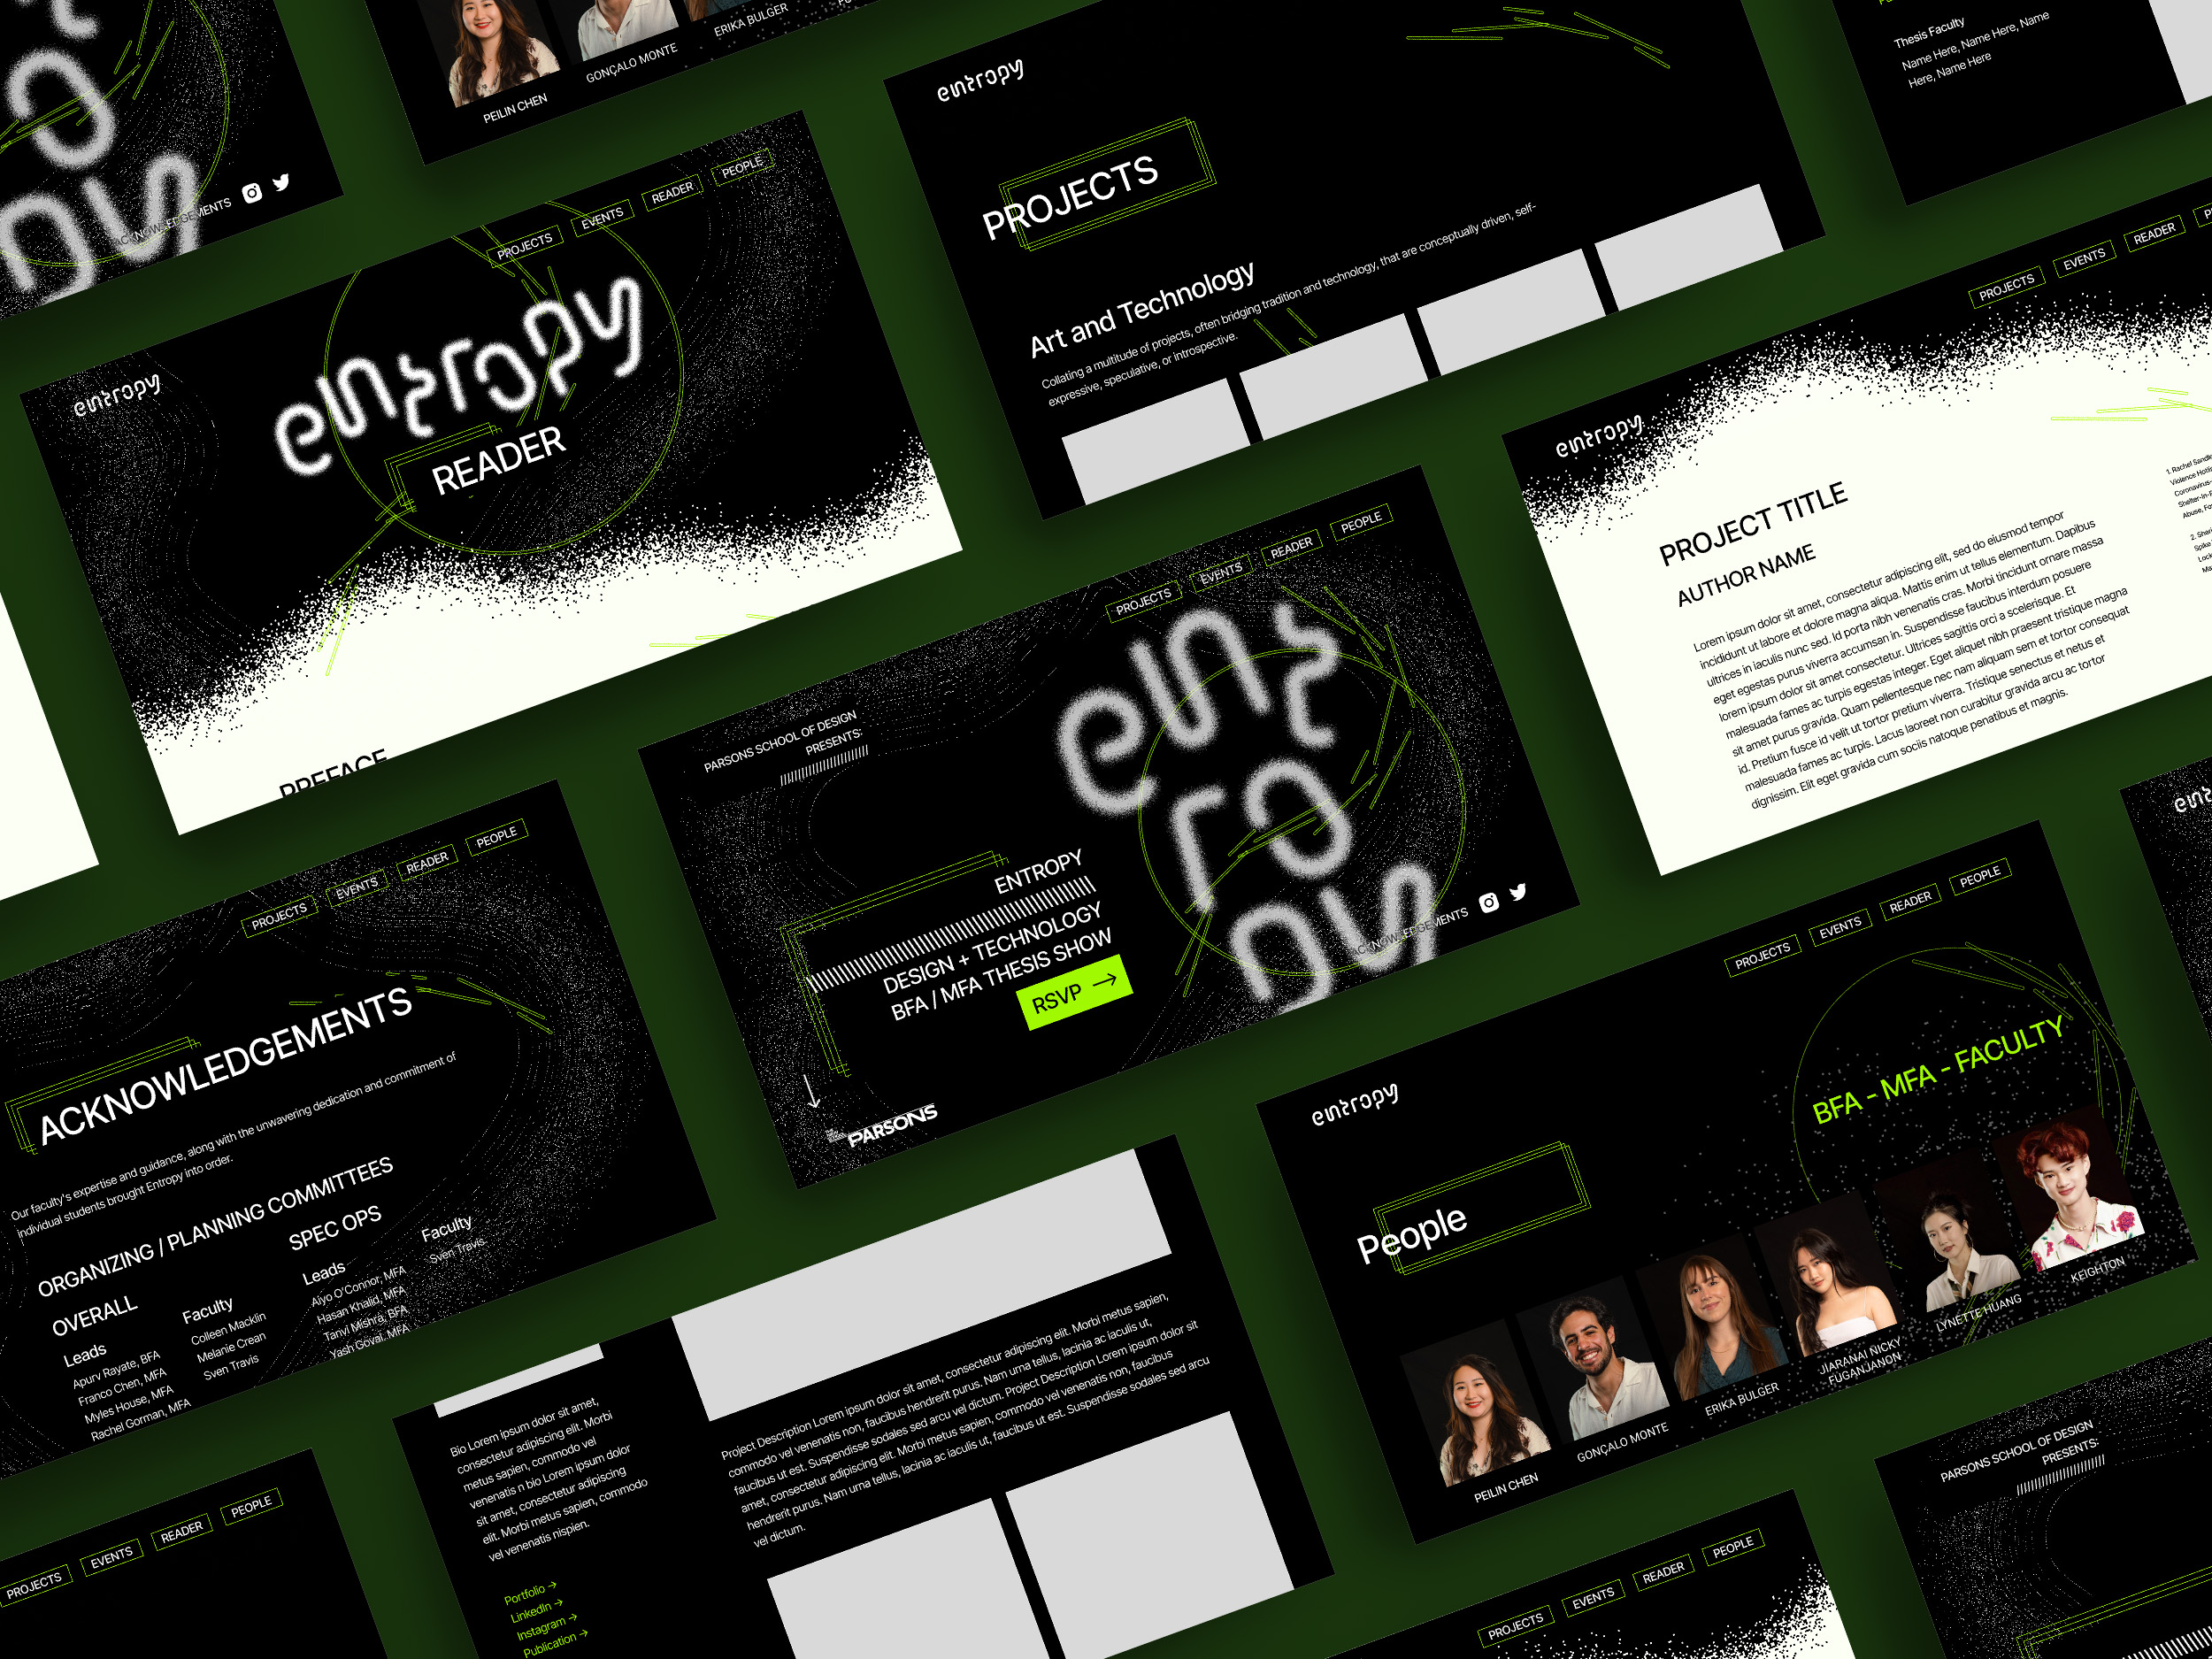 ACKNOWLEDGEMENTS
PEILIN CHEN
GONÇALO MONTE
ERIKA BULGER
entropy
PROJECTS
Art and Technology
Collating a multitude of projects, often bridging tradition and technology, that are conceptually driven, self-
expressive, speculative, or introspective.
Thesis Faculty
Name Here, Name Here, Name
Here, Name Here
entropy
PROJECTS
EVENTS
READER
PEOPLE
entropy
READER
PREFACE
PROJECTS
EVENTS
READER
entropy
PROJECT TITLE
AUTHOR NAME
Lorem ipsum dolor sit amet, consectetur adipiscing elit, sed do eiusmod tempor
incididunt ut labore et dolore magna aliqua. Mattis enim ut tellus elementum. Dapibus
ultrices in iaculis nunc sed. Id porta nibh venenatis cras. Morbi tincidunt ornare massa
eget egestas purus viverra accumsan in. Suspendisse faucibus interdum posuere
lorem ipsum dolor sit amet consectetur. Ultrices sagittis orci a scelerisque. Et
malesuada fames ac turpis egestas integer. Eget aliquet nibh praesent tristique magna
sit amet purus gravida. Quam pellentesque nec nam aliquam sem et tortor consequat
id. Pretium fusce id velit ut tortor pretium viverra. Tristique senectus et netus et
malesuada fames ac turpis. Lacus laoreet non curabitur gravida arcu ac tortor
dignissim. Elit eget gravida cum sociis natoque penatibus et magnis.
1. Rachel
Violence
2.
PROJECTS
EVENTS
READER
PEOPLE
PARSONS SCHOOL OF DESIGN
PRESENTS:
ent
ro
py
ENTROPY
DESIGN + TECHNOLOGY
BFA / MFA THESIS SHOW
RSVP →
ACKNOWLEDGEMENTS
PARSONS
PROJECTS
EVENTS
READER
PEOPLE
ACKNOWLEDGEMENTS
Our faculty's expertise and guidance, along with the unwavering dedication and commitment of
individual students brought Entropy into order.
ORGANIZING / PLANNING COMMITTEES
OVERALL
Leads
Apurv Rayate, BFA
Franco Chen, MFA
Myles House, MFA
Rachel Gorman, MFA
Faculty
Colleen Macklin
Melanie Crean
Sven Travis
SPEC OPS
Leads
Aiyo O'Connor, MFA
Hasan Khalid, MFA
Tanvi Mishra, BFA
Yash Goyal, MFA
Faculty
Sven Travis
PROJECTS
EVENTS
READER
PEOPLE
entropy
BFA - MFA - FACULTY
People
PEILIN CHEN
GONÇALO MONTE
ERIKA BULGER
JIARANAI NICKY
FUGANJANON
LYNETTE HUANG
KEIGHTON
Bio Lorem ipsum dolor sit amet,
consectetur adipiscing elit. Morbi
metus sapien, commodo vel
venenatis n bio Lorem ipsum dolor
sit amet, consectetur adipiscing
elit. Morbi metus sapien, commodo
vel venenatis nispien.
Portfolio →
LinkedIn →
Instagram →
Publication →
Project Description Lorem ipsum dolor sit amet, consectetur adipiscing elit. Morbi metus sapien,
commodo vel venenatis non, faucibus hendrerit purus. Nam urna tellus, lacinia ac iaculis ut,
faucibus ut est. Suspendisse sodales sed arcu vel dictum. Project Description Lorem ipsum dolor sit
amet, consectetur adipiscing elit. Morbi metus sapien, commodo vel venenatis non, faucibus
hendrerit purus. Nam urna tellus, lacinia ac iaculis ut, faucibus ut est. Suspendisse sodales sed arcu
vel dictum.
PROJECTS
EVENTS
READER
PEOPLE
PROJECTS
EVENTS
READER
PEOPLE
PARSONS SCHOOL OF DESIGN
PRESENTS: